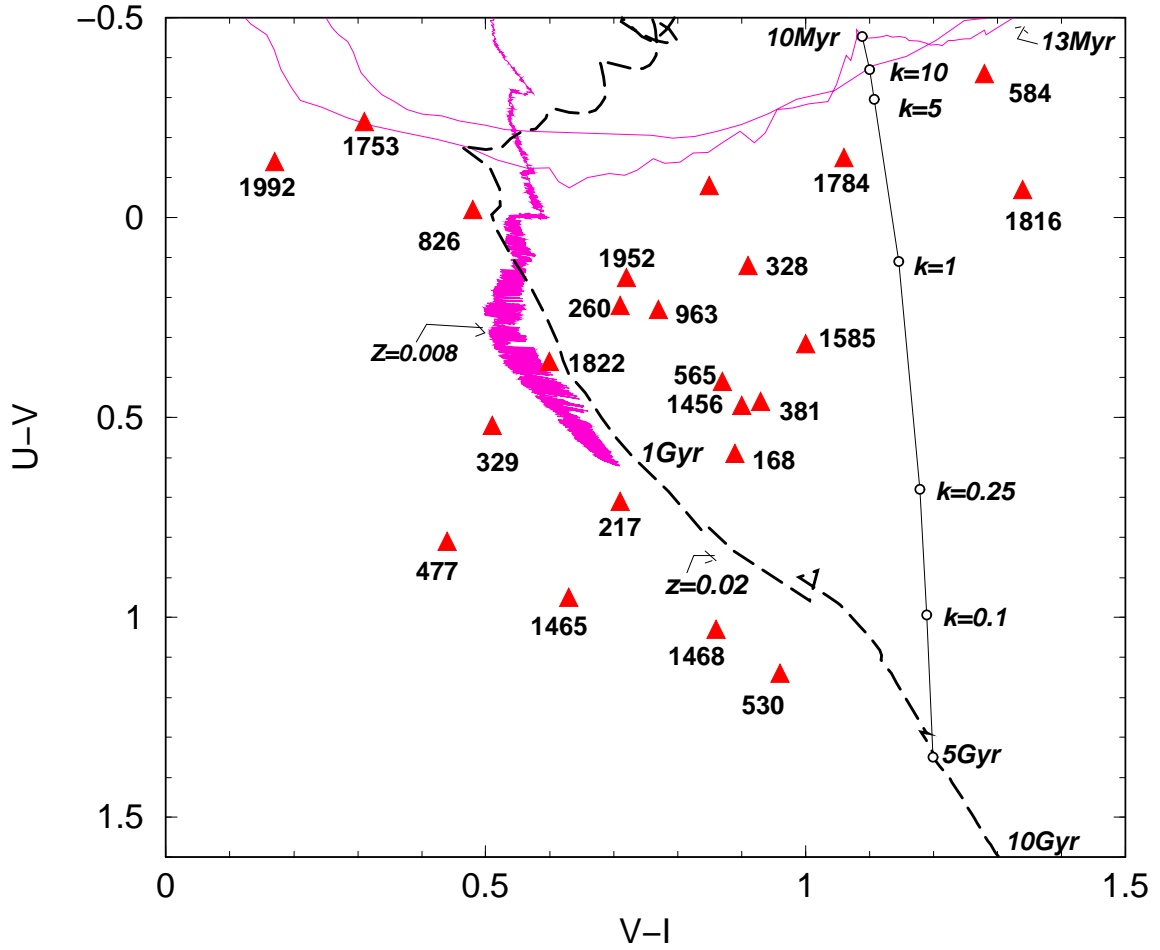 −0.5
10Myr
13Myr
k=10
584
k=5
1753
1992
1784
1816
0
826
1952
328
k=1
260
963
Z=0.008
1822
1585
565
1456
381
0.5
U−V
329
1Gyr
168
k=0.25
217
477
z=0.02
1
1465
k=0.1
1468
530
5Gyr
1.5
10Gyr
0
0.5
1
1.5
V−I